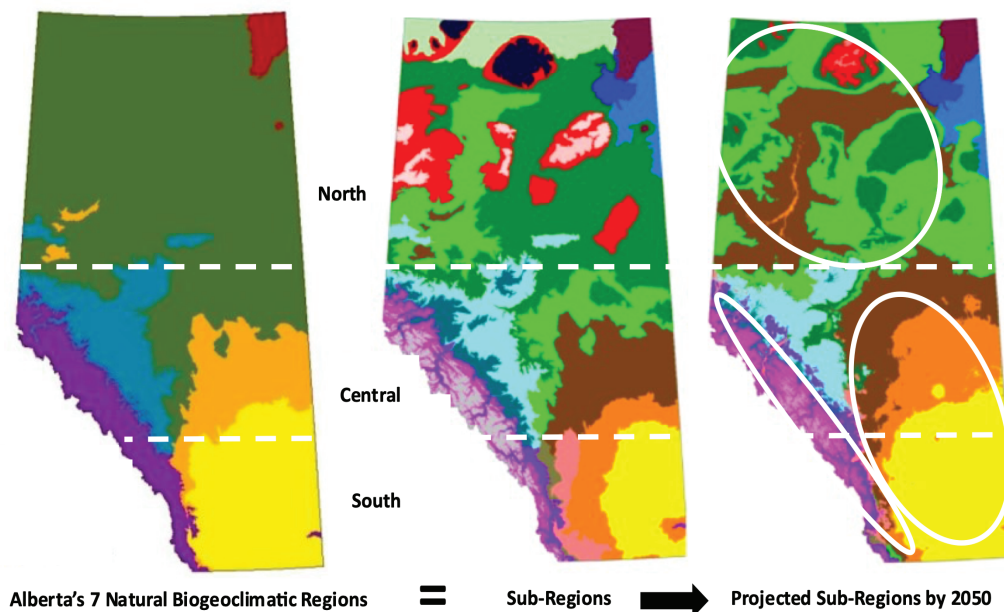 North
Central
South
Alberta's 7 Natural Biogeoclimatic Regions = Sub-Regions Projected Sub-Regions by 2050